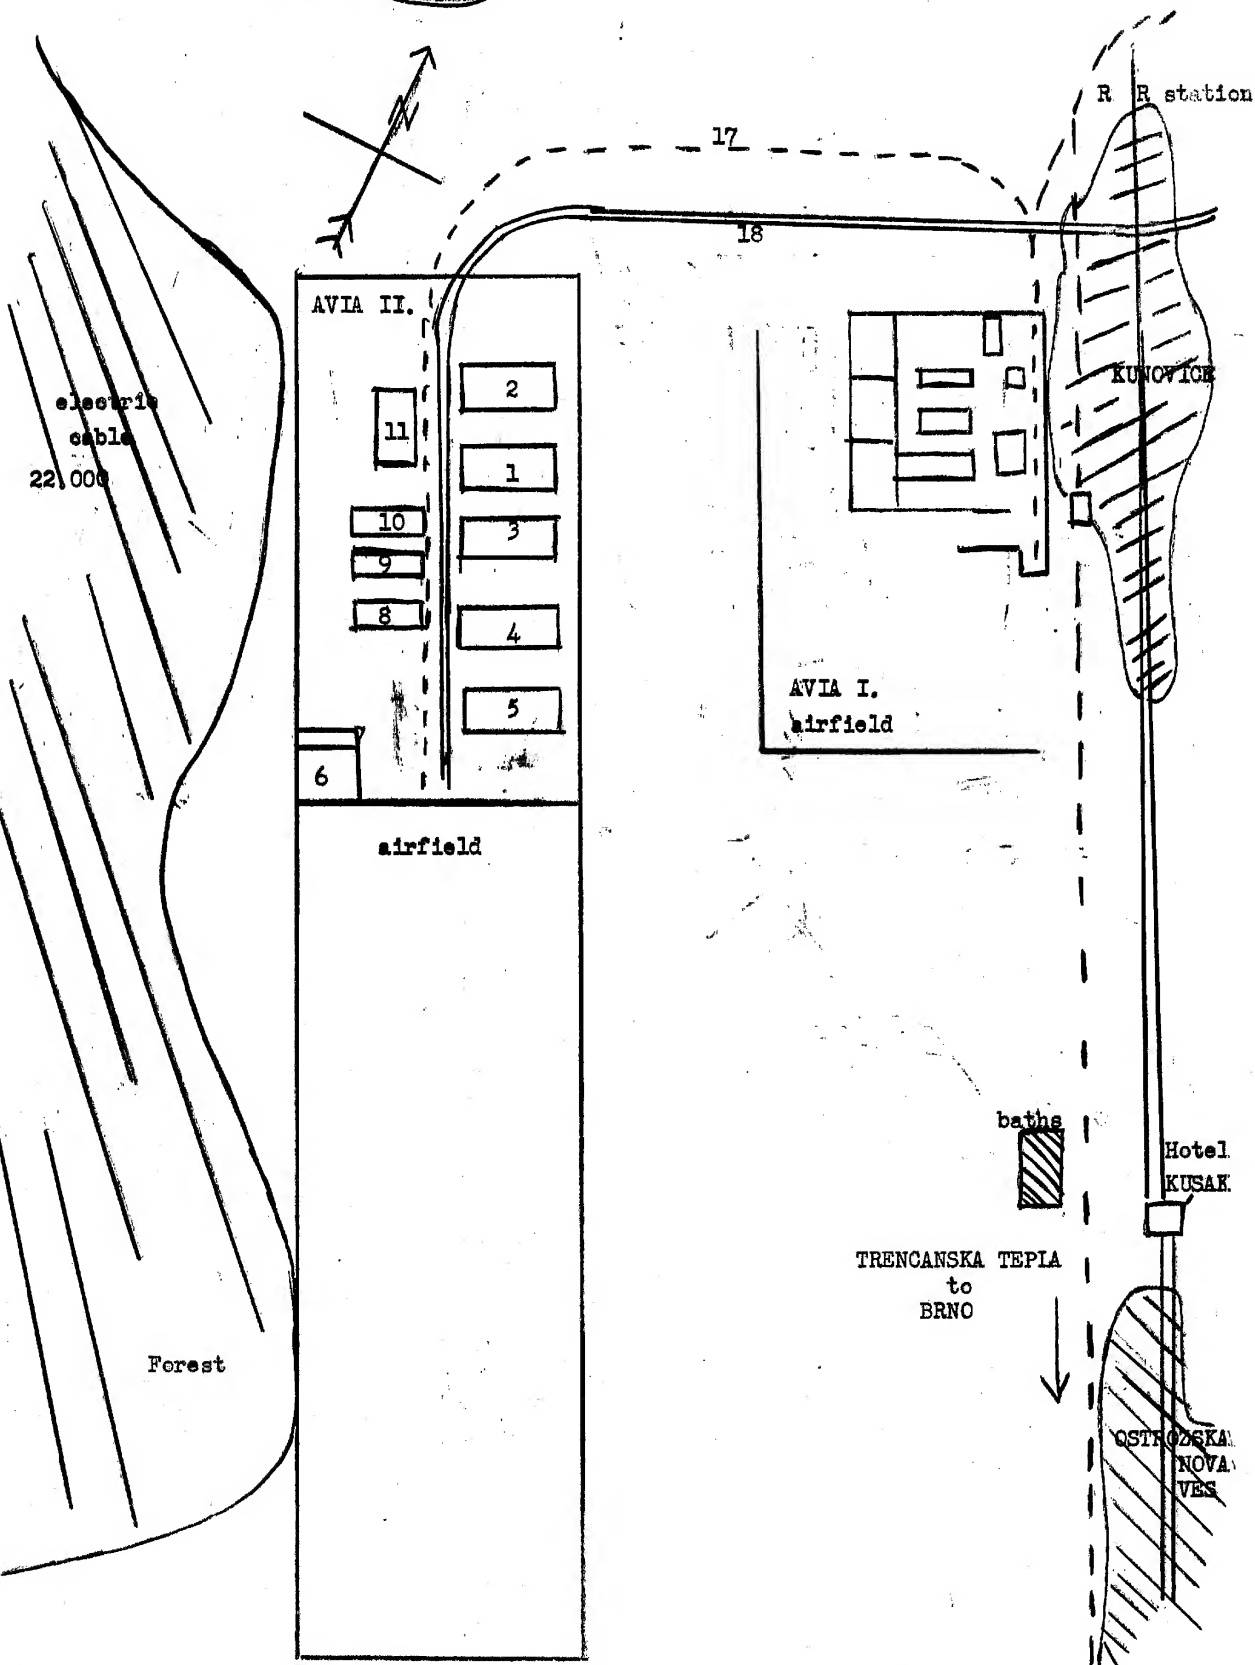 N
R R station
17
18
AVIA II.
2
electric
cable
22.000
11
1
KUNOVICE
10
3
9
8
4
AVIA I.
airfield
5
6
airfield
baths
Hotel
KUSAK
TRENCANSKA TEPLA
to
BRNO
Forest
OSTROZSKA
NOVA
VES